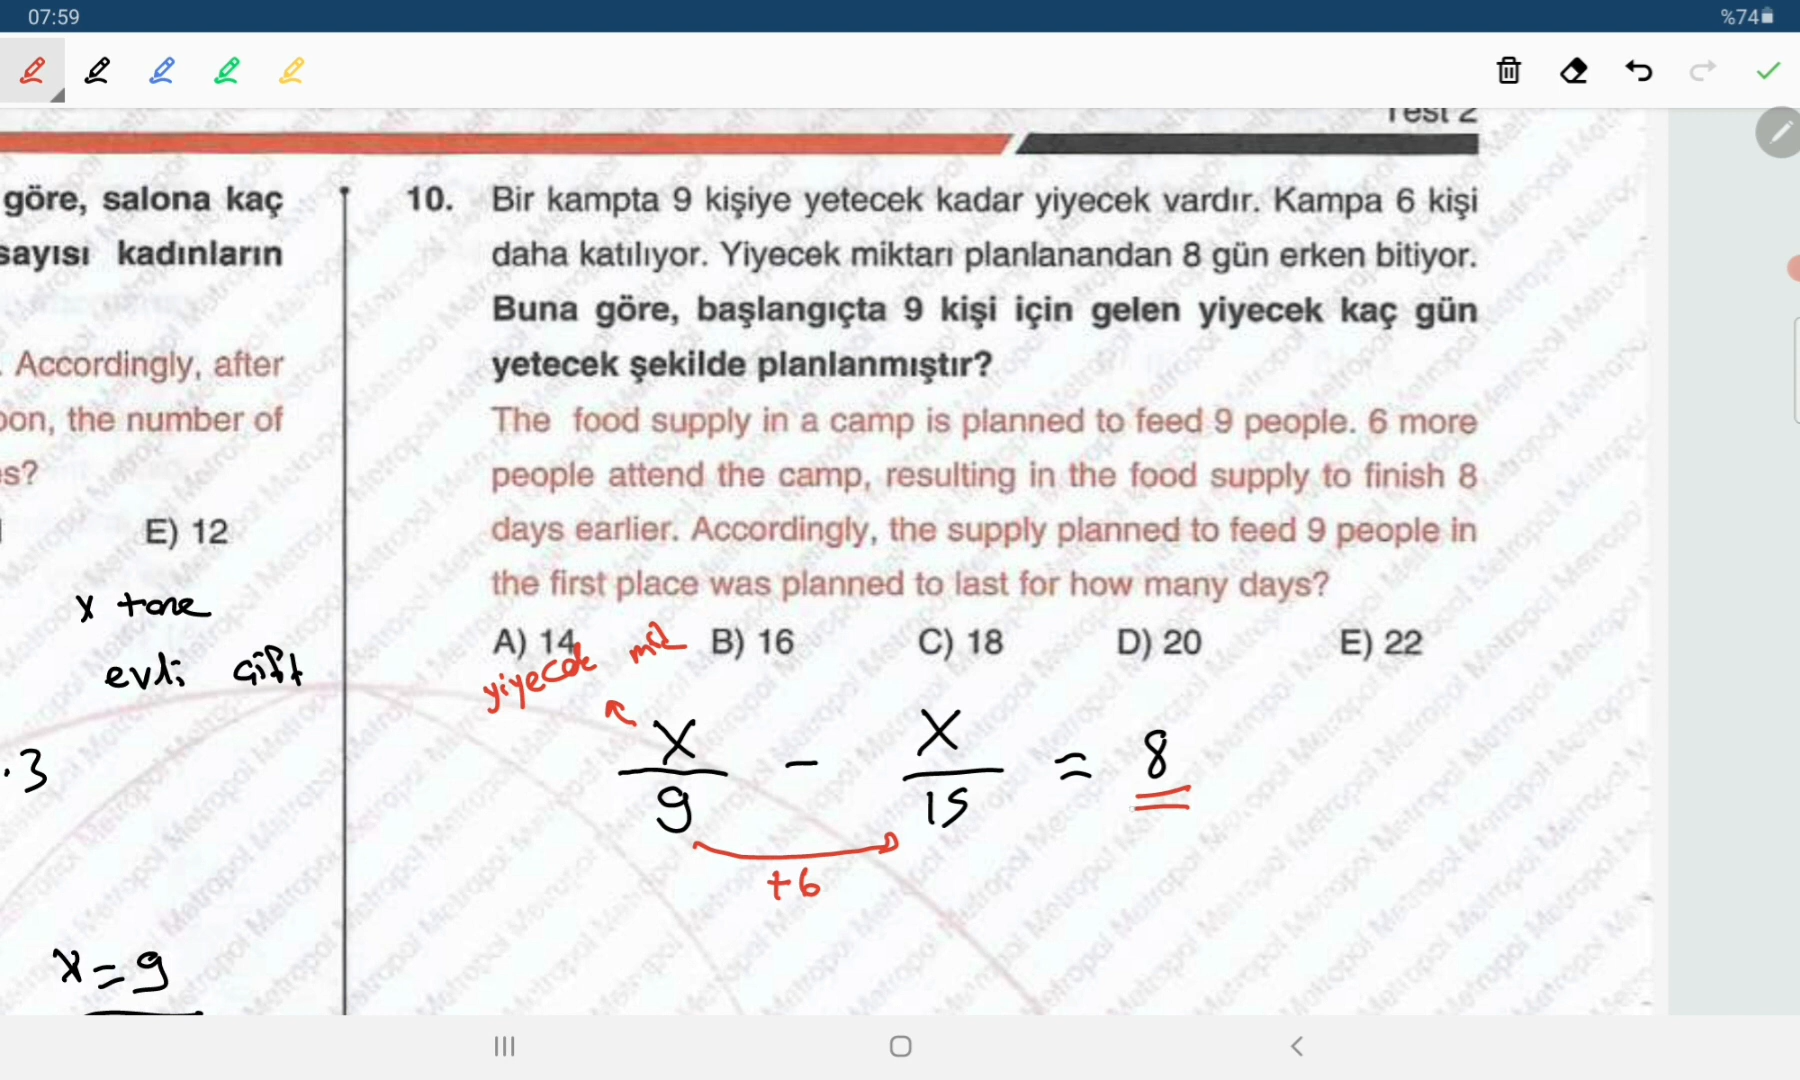 07:59
%74
Test 2
göre, salona kaç
sayısı kadınların
. Accordingly, after
oon, the number of
s?
E) 12
x tane
evli çift
.3
x = 9
10. Bir kampta 9 kişiye yetecek kadar yiyecek vardır. Kampa 6 kişi
daha katılıyor. Yiyecek miktarı planlanandan 8 gün erken bitiyor.
Buna göre, başlangıçta 9 kişi için gelen yiyecek kaç gün
yetecek şekilde planlanmıştır?
The food supply in a camp is planned to feed 9 people. 6 more
people attend the camp, resulting in the food supply to finish 8
days earlier. Accordingly, the supply planned to feed 9 people in
the first place was planned to last for how many days?
A) 14 B) 16 C) 18 D) 20 E) 22
yiyecek
x/9 - x/15 = 8
+6
Metropol